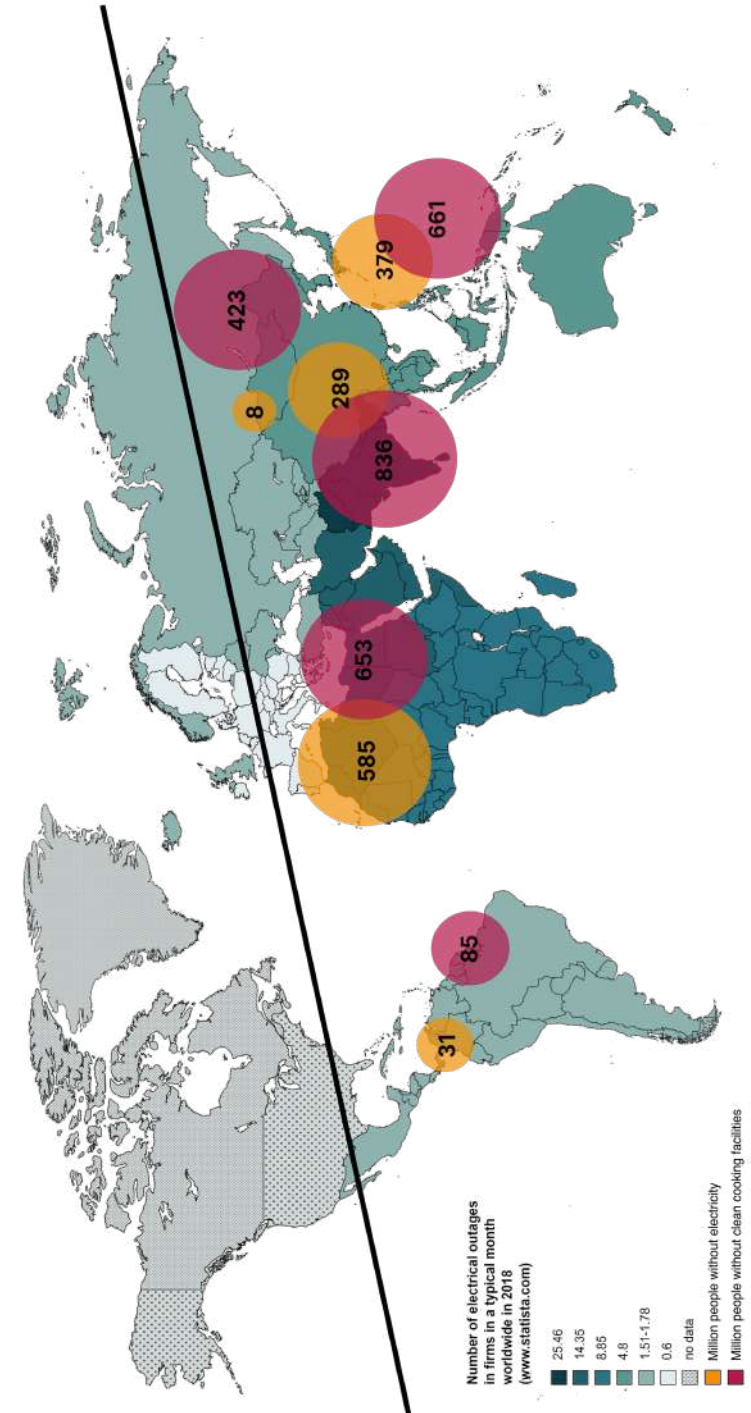 423
661
379
8
289
836
653
585
85
31
Number of electrical outages
in firms in a typical month
worldwide in 2018
(www.statista.com)
25.46
14.35
8.85
4.8
1.51-1.78
0.6
no data
Million people without electricity
Million people without clean cooking facilities